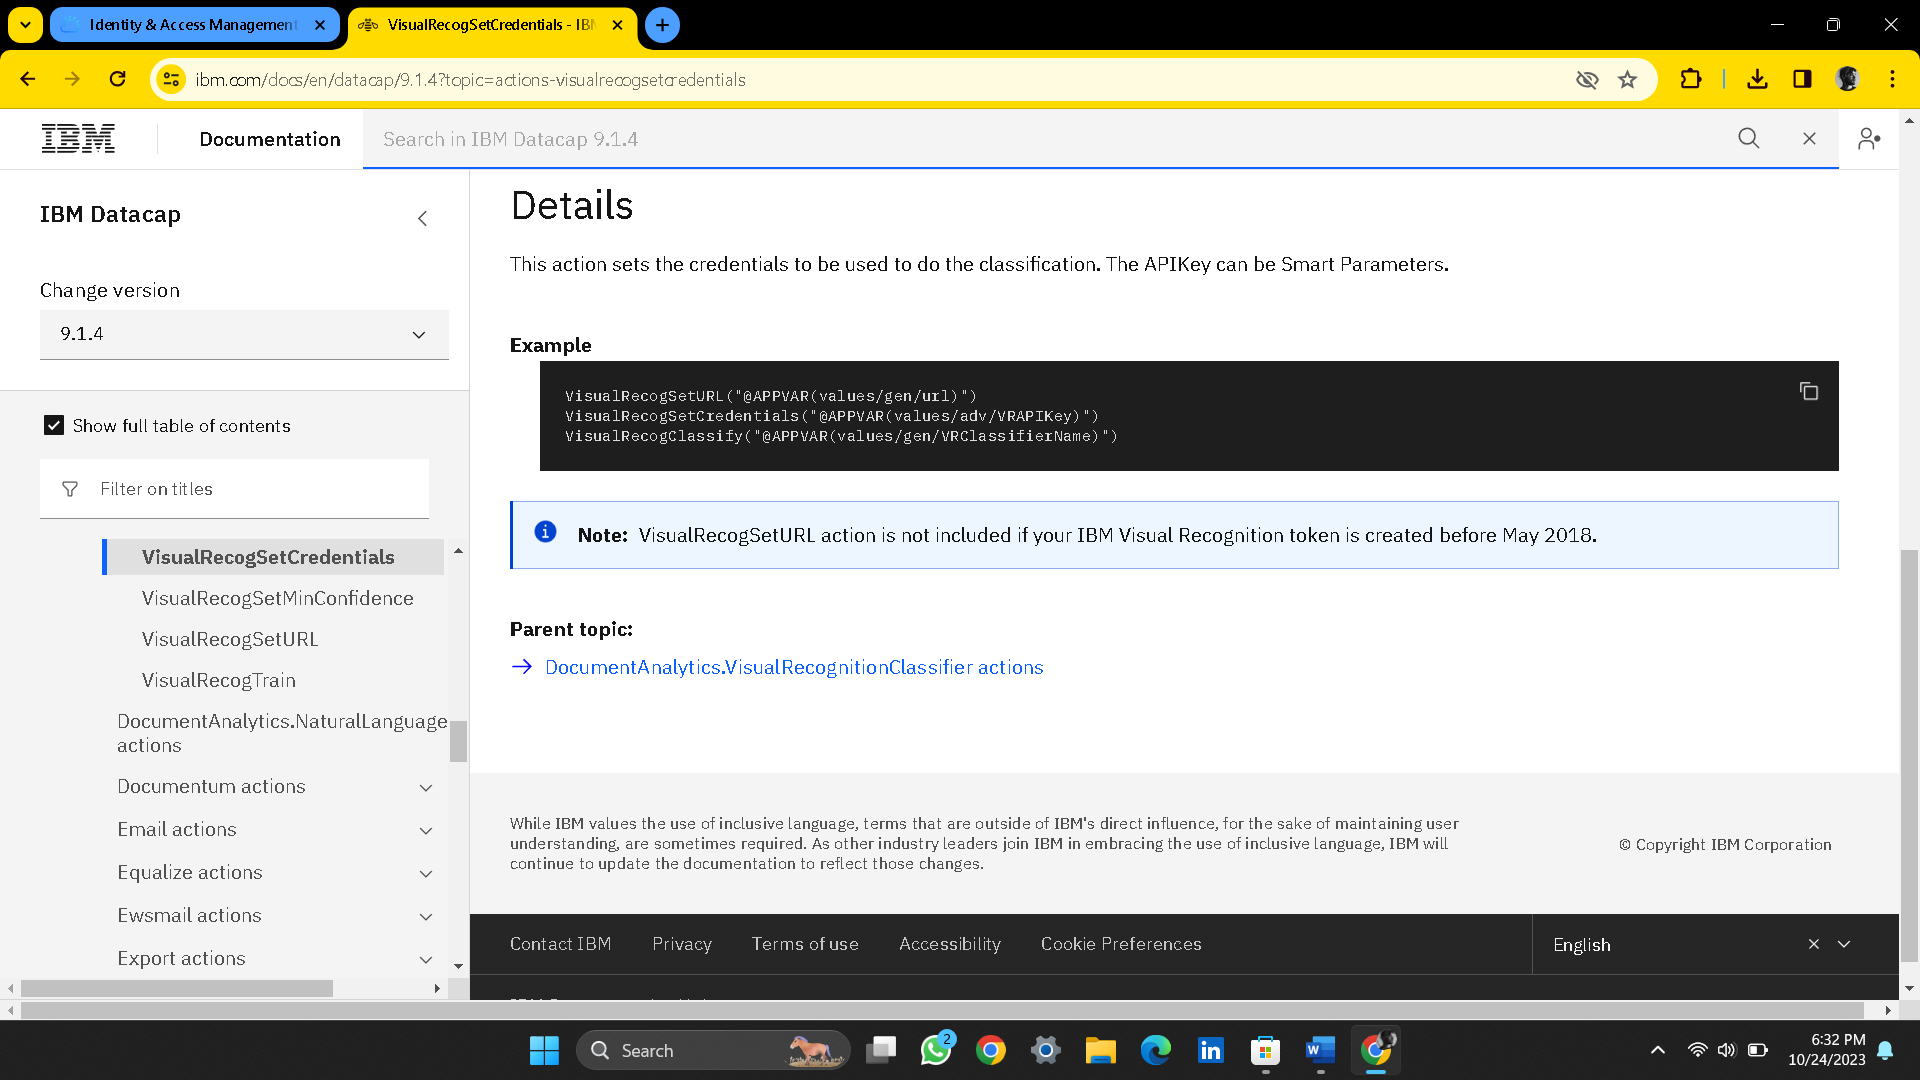 Identity & Access Management
VisualRecogSetCredentials - IBM
ibm.com/docs/en/datacap/9.1.4?topic=actions-visualrecogsetcredentials
IBM
Documentation
Search in IBM Datacap 9.1.4
IBM Datacap
Change version
9.1.4
Show full table of contents
Filter on titles
VisualRecogSetCredentials
VisualRecogSetMinConfidence
VisualRecogSetURL
VisualRecogTrain
DocumentAnalytics.NaturalLanguage
actions
Documentum actions
Email actions
Equalize actions
Ewsmail actions
Export actions
Details
This action sets the credentials to be used to do the classification. The APIKey can be Smart Parameters.
Example
VisualRecogSetURL("@APPVAR(values/gen/url)")
VisualRecogSetCredentials("@APPVAR(values/adv/VRAPIKey)")
VisualRecogClassify("@APPVAR(values/gen/VRClassifierName)")
Note: VisualRecogSetURL action is not included if your IBM Visual Recognition token is created before May 2018.
Parent topic:
→ DocumentAnalytics.VisualRecognitionClassifier actions
While IBM values the use of inclusive language, terms that are outside of IBM's direct influence, for the sake of maintaining user
understanding, are sometimes required. As other industry leaders join IBM in embracing the use of inclusive language, IBM will
continue to update the documentation to reflect those changes.
© Copyright IBM Corporation
Contact IBM
Privacy
Terms of use
Accessibility
Cookie Preferences
English
Search
2
6:32 PM
10/24/2023